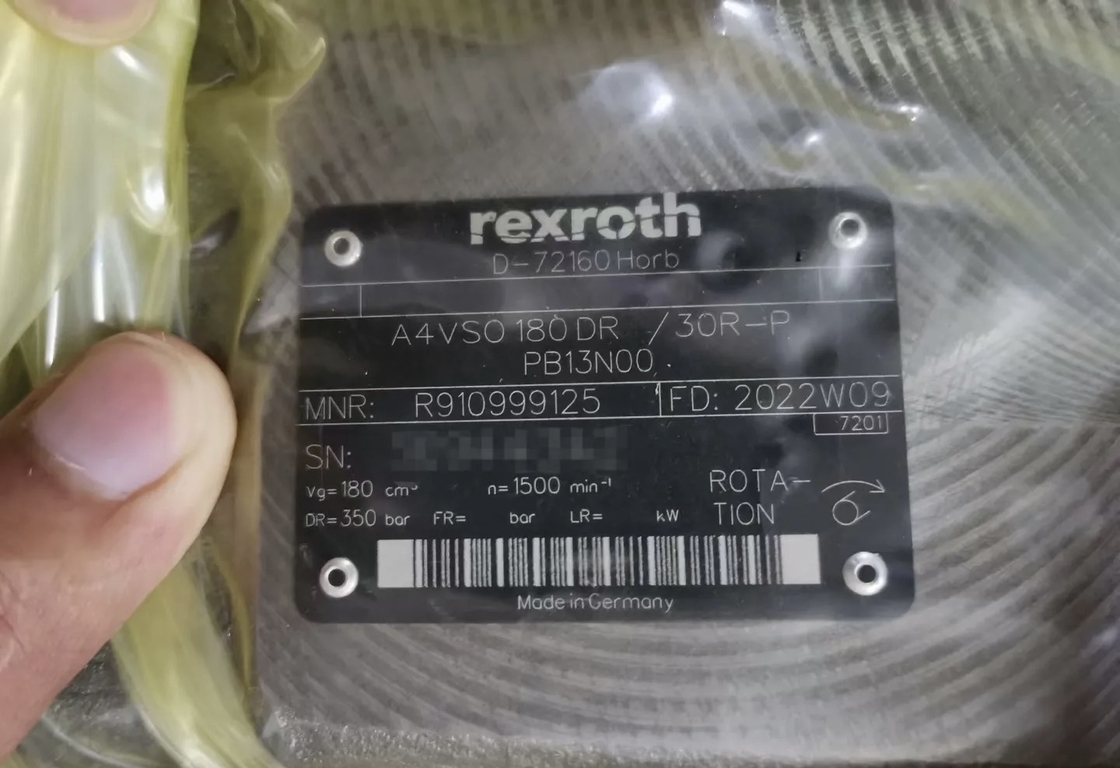 rexroth
D-72160 Horb
A4VSO 180 DR /30R-P
PB13N00
MNR: R910999125 FD: 2022W09
7201
SN:
Vg= 180 cm³ n= 1500 min⁻¹
DR= 350 bar FR= bar LR= kW
ROTA-
TION
Made in Germany